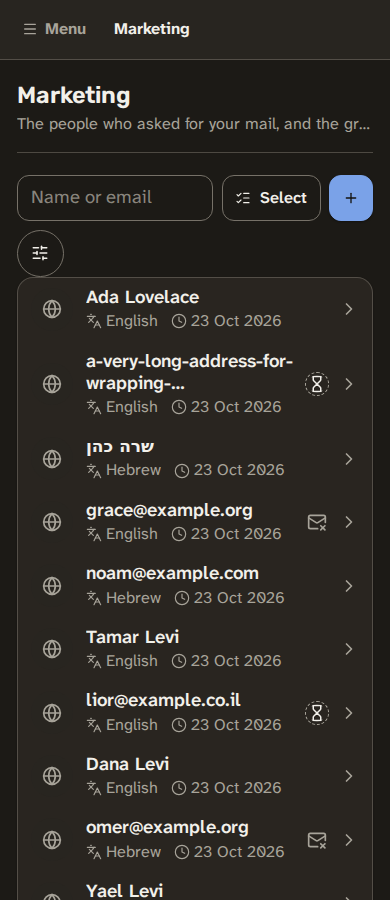 Menu Marketing
Marketing
The people who asked for your mail, and the gr...
Name or email Select
Ada Lovelace
English 23 Oct 2026
a-very-long-address-for-
wrapping-...
English 23 Oct 2026
שרה כהן
Hebrew 23 Oct 2026
grace@example.org
English 23 Oct 2026
noam@example.com
Hebrew 23 Oct 2026
Tamar Levi
English 23 Oct 2026
lior@example.co.il
English 23 Oct 2026
Dana Levi
English 23 Oct 2026
omer@example.org
Hebrew 23 Oct 2026
Yael Levi